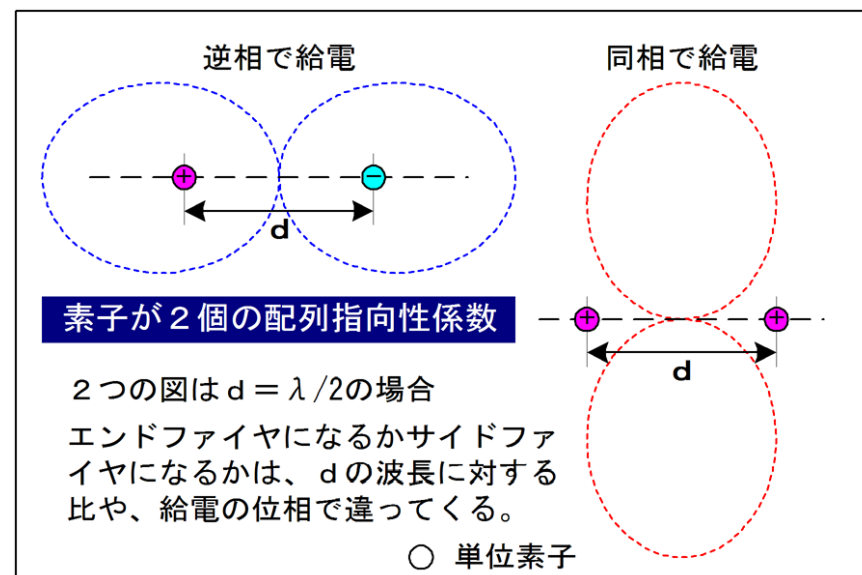 逆相で給電
同相で給電
+
−
d
素子が2個の配列指向性係数
+
+
d
2つの図はd=λ/2の場合
エンドファイヤになるかサイドファ
イヤになるかは、dの波長に対する
比や、給電の位相で違ってくる。
○ 単位素子